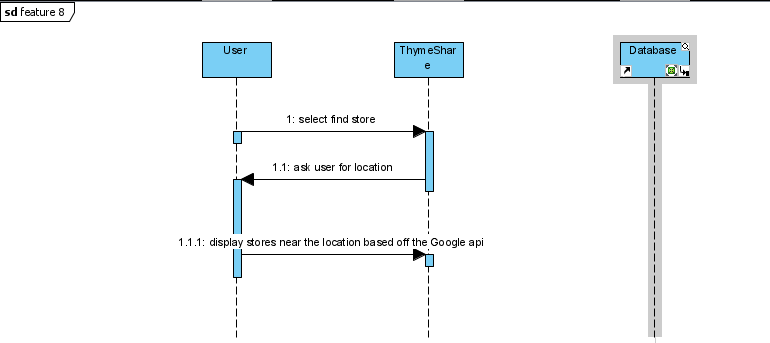 sd feature 8
User
ThymeShar
e
Database
1: select find store
1.1: ask user for location
1.1.1: display stores near the location based off the Google api